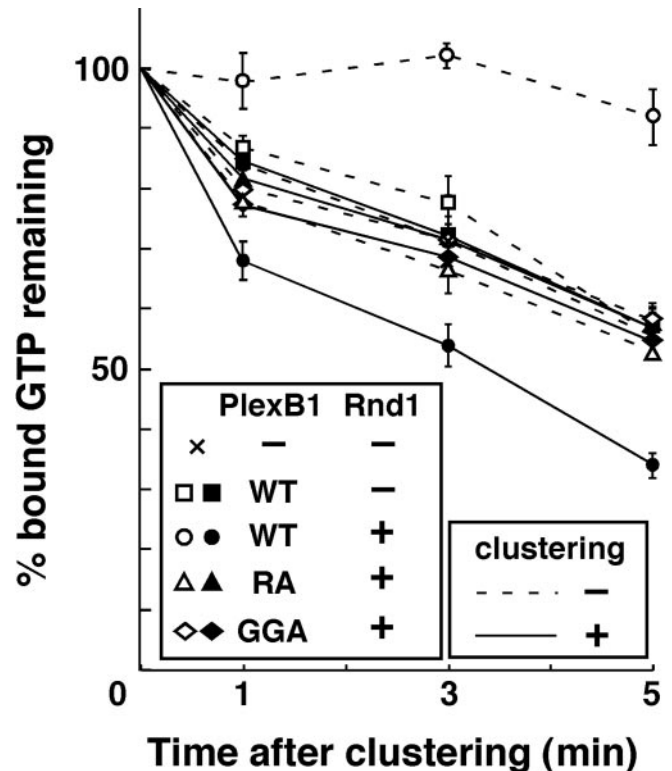 % bound GTP remaining
100
50
0
1
3
5
Time after clustering (min)
PlexB1 Rnd1
× − −
□ ■ WT −
○ ● WT +
△ ▲ RA +
◇ ◆ GGA +
clustering
−
+